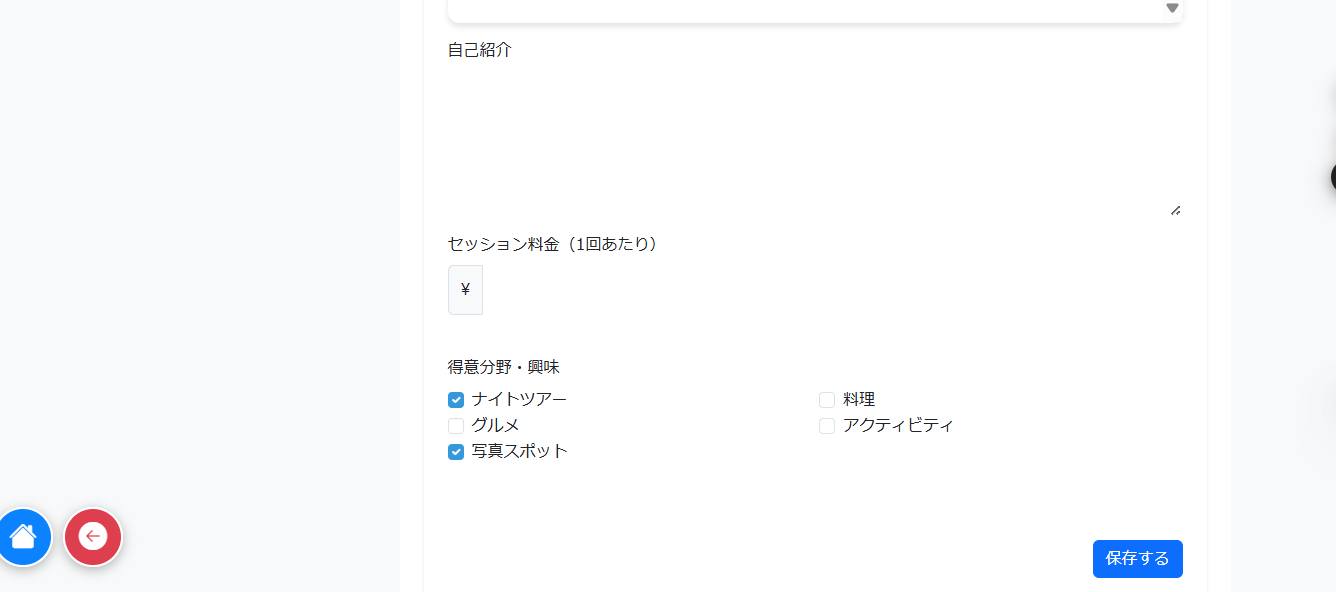 自己紹介
セッション料金（1回あたり）
¥
得意分野・興味
ナイトツアー
料理
グルメ
アクティビティ
写真スポット
保存する